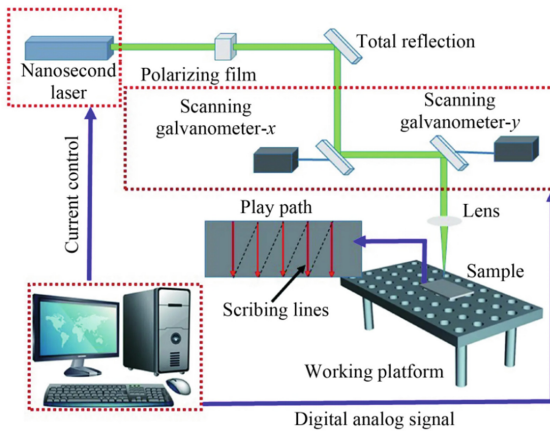 Total reflection
Nanosecond
laser
Polarizing film
Scanning
galvanometer-x
Scanning
galvanometer-y
Current control
Play path
Lens
Sample
Scribing lines
Working platform
Digital analog signal